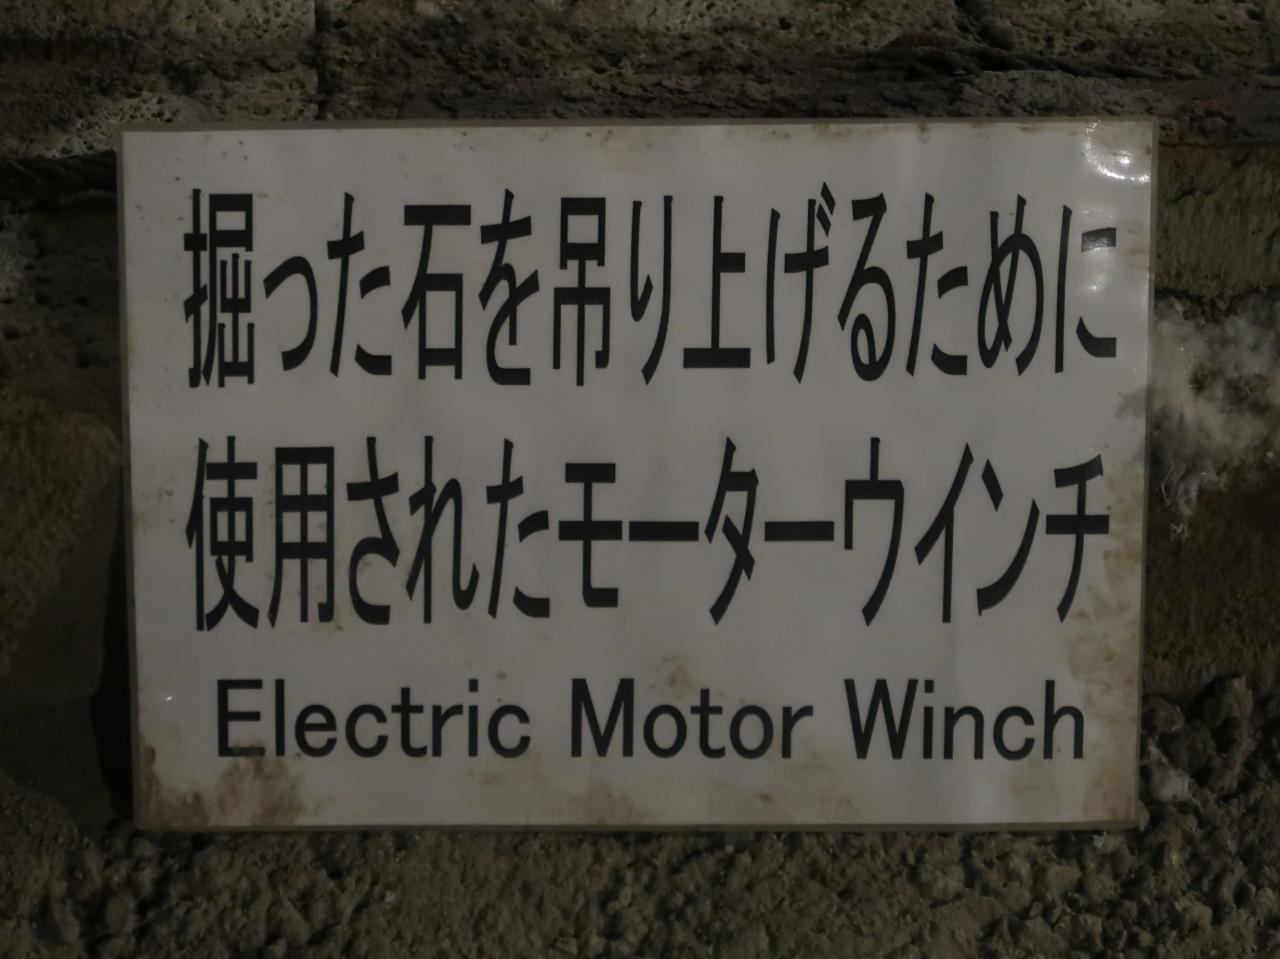 掘った石を吊り上げるために
使用されたモーターウインチ
Electric Motor Winch